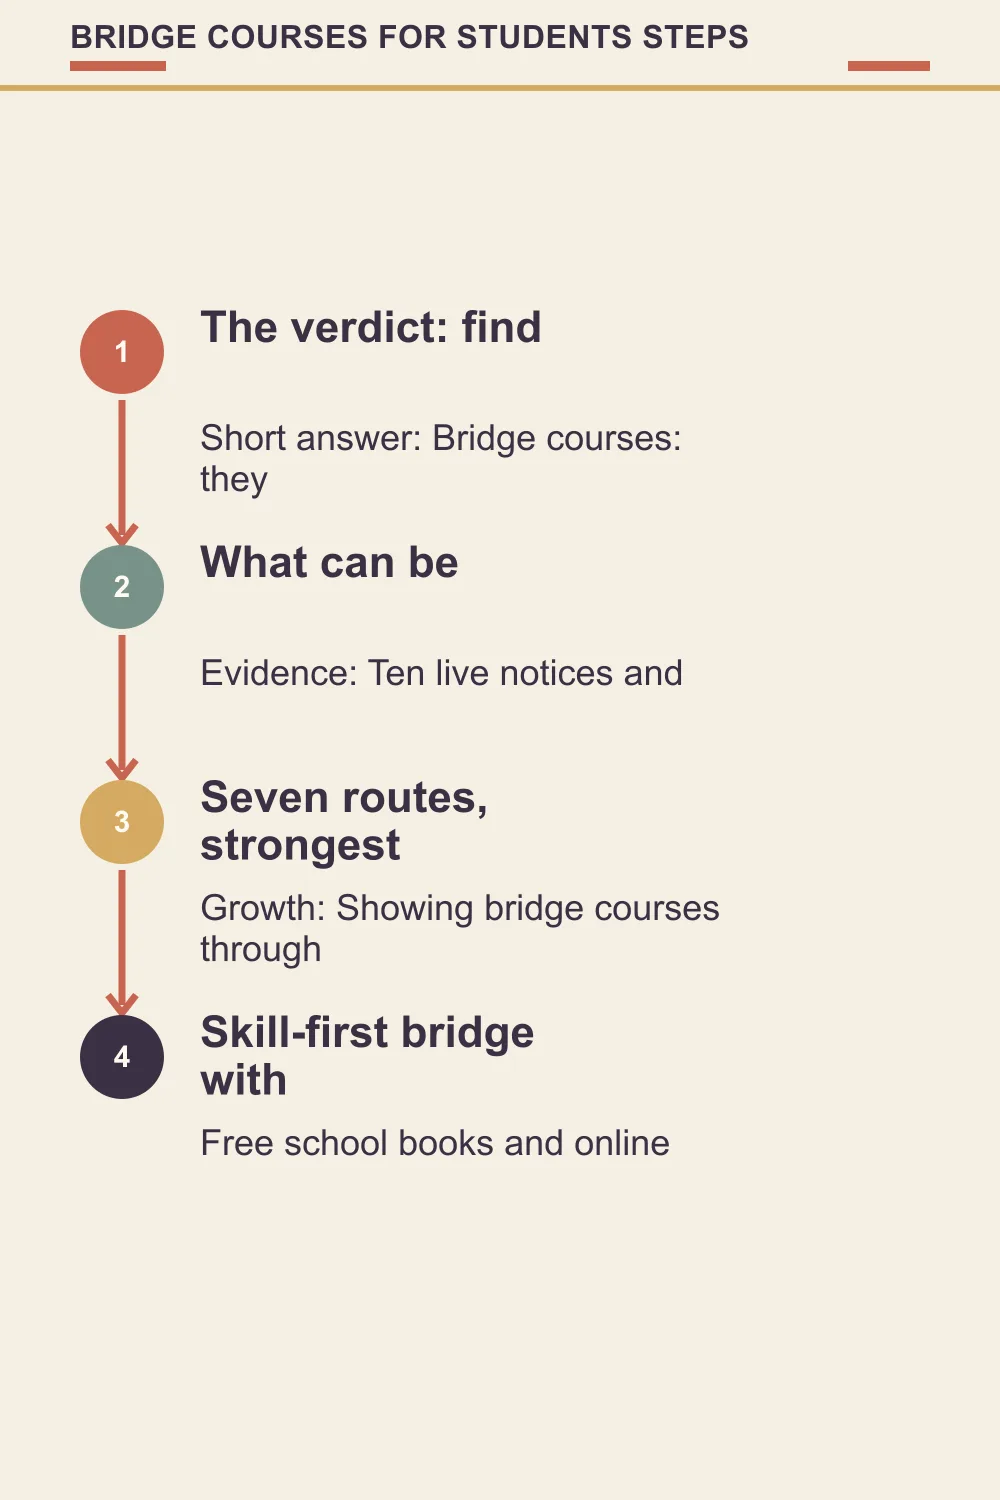 BRIDGE COURSES FOR STUDENTS STEPS
1
The verdict: find
Short answer: Bridge courses:
they
2
What can be
Evidence: Ten live notices and
3
Seven routes,
strongest
Growth: Showing bridge courses
through
4
Skill-first bridge
with
Free school books and online